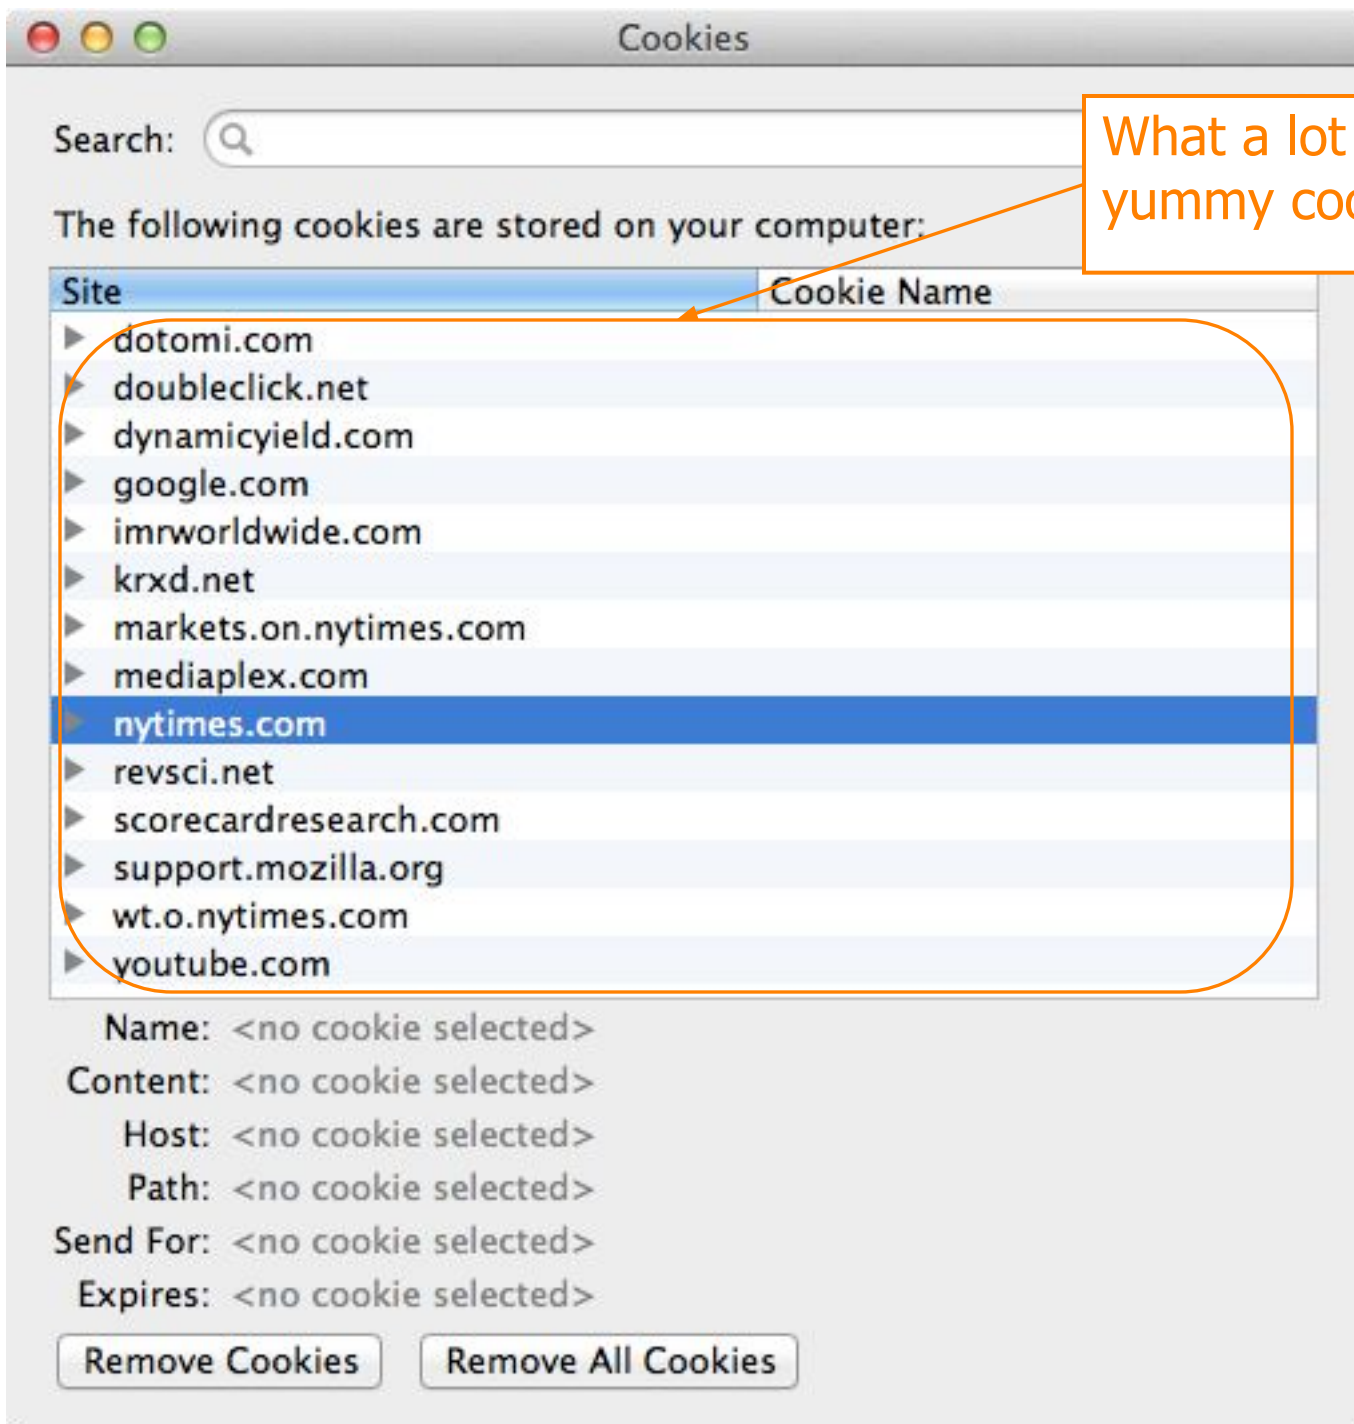 Cookies
Search:
What a lot
yummy
The following cookies are stored on your computer:
Site Cookie Name
dotomi.com
doubleclick.net
dynamicyield.com
google.com
imrworldwide.com
krxd.net
markets.on.nytimes.com
mediaplex.com
nytimes.com
revsci.net
scorecardresearch.com
support.mozilla.org
wt.o.nytimes.com
youtube.com
Name: <no cookie selected>
Content: <no cookie selected>
Host: <no cookie selected>
Path: <no cookie selected>
Send For: <no cookie selected>
Expires: <no cookie selected>
Remove Cookies Remove All Cookies